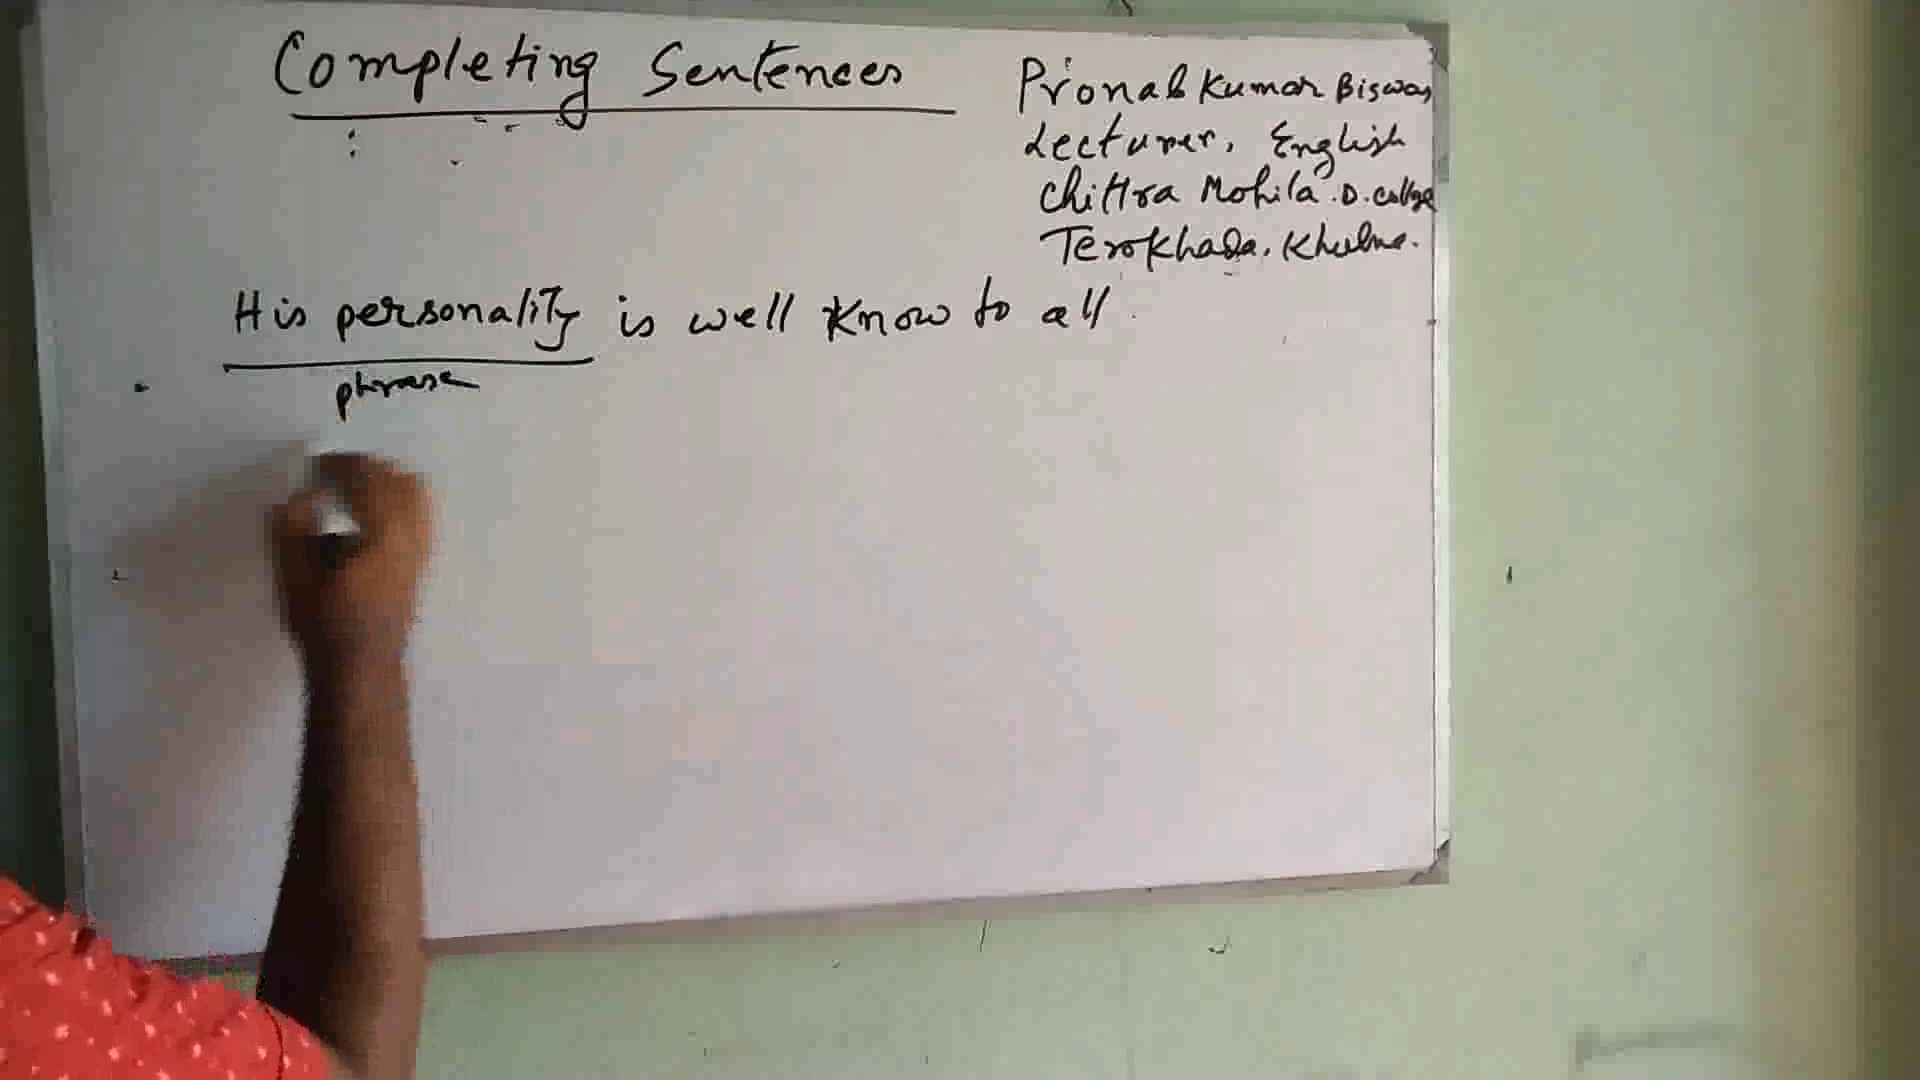 Completing Sentences
Pronab Kumar Biswas
Lecturer, English
Chittra Mohila .D. College
Terokhada, Khulna.
His personality is well know to all.
phrase